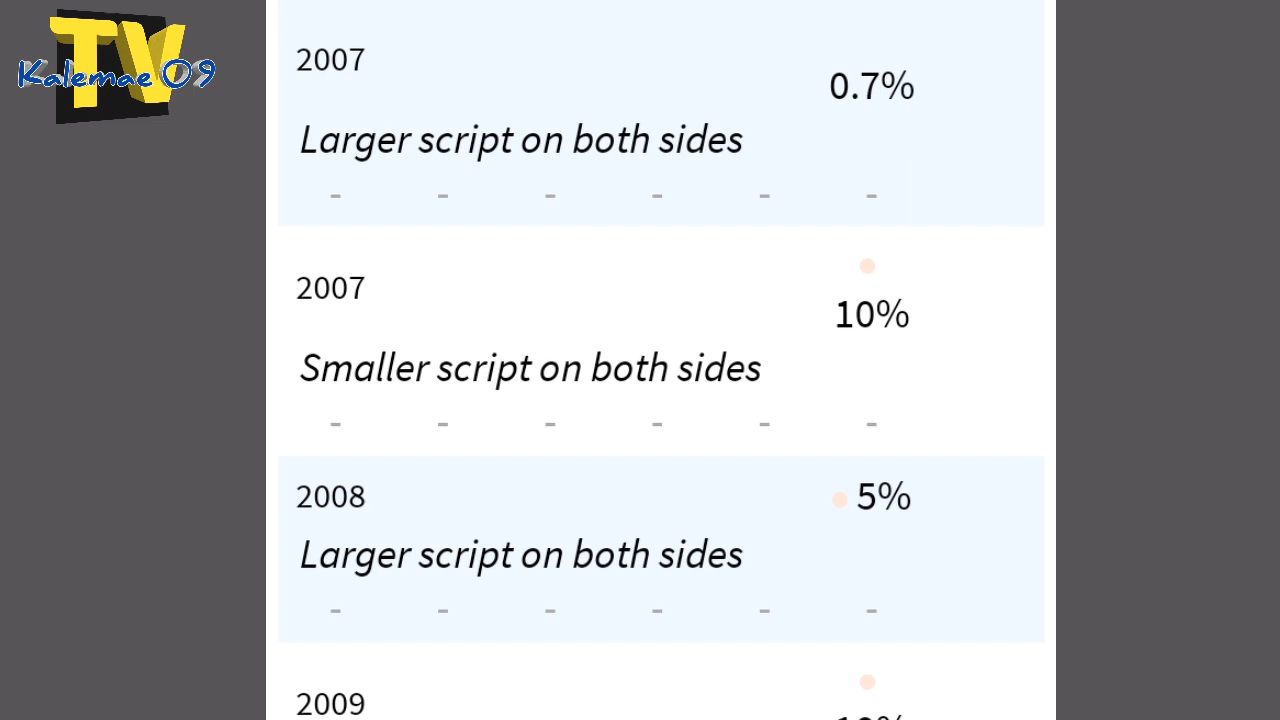 TV
Kalemae 09
2007
0.7%
Larger script on both sides
- - - - - -
2007
10%
Smaller script on both sides
- - - - - -
2008
5%
Larger script on both sides
- - - - - -
2009